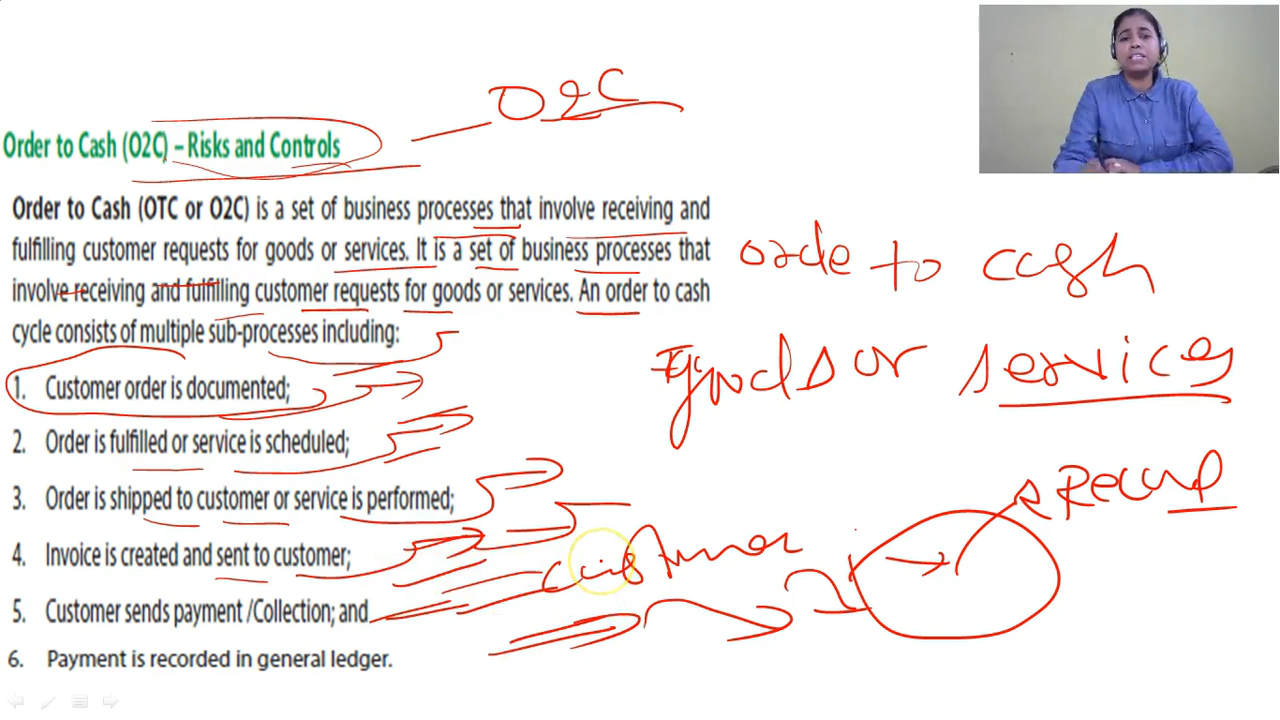 O2C
Order to Cash (O2C) – Risks and Controls
Order to Cash (OTC or O2C) is a set of business processes that involve receiving and
fulfilling customer requests for goods or services. It is a set of business processes that
involve receiving and fulfilling customer requests for goods or services. An order to cash
cycle consists of multiple sub-processes including:
1. Customer order is documented;
2. Order is fulfilled or service is scheduled;
3. Order is shipped to customer or service is performed;
4. Invoice is created and sent to customer;
5. Customer sends payment /Collection; and
6. Payment is recorded in general ledger.
orde to cash
goods or services
Record
customer